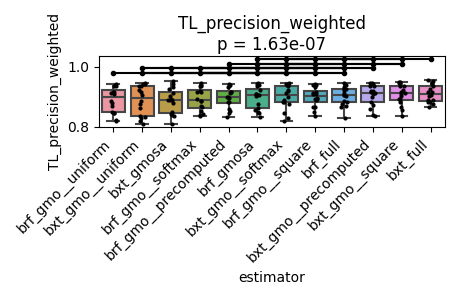 TL_precision_weighted
p = 1.63e-07
TL_precision_weighted
1.0
0.8
brf_gmo__uniform
bxt_gmo__uniform
bxt_gmosa
brf_gmo__softmax
brf_gmo__precomputed
brf_gmosa
bxt_gmo__softmax
brf_gmo__square
brf_full
bxt_gmo__precomputed
bxt_gmo__square
bxt_full
estimator